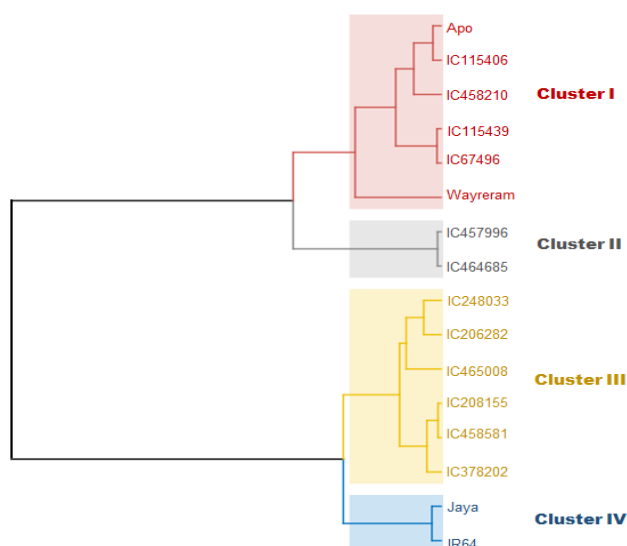 Apo
IC115406
IC458210
Cluster I
IC115439
IC67496
Wayreram
IC457996
Cluster II
IC464685
IC248033
IC206282
IC465008
Cluster III
IC208155
IC458581
IC378202
Jaya
Cluster IV
IR64